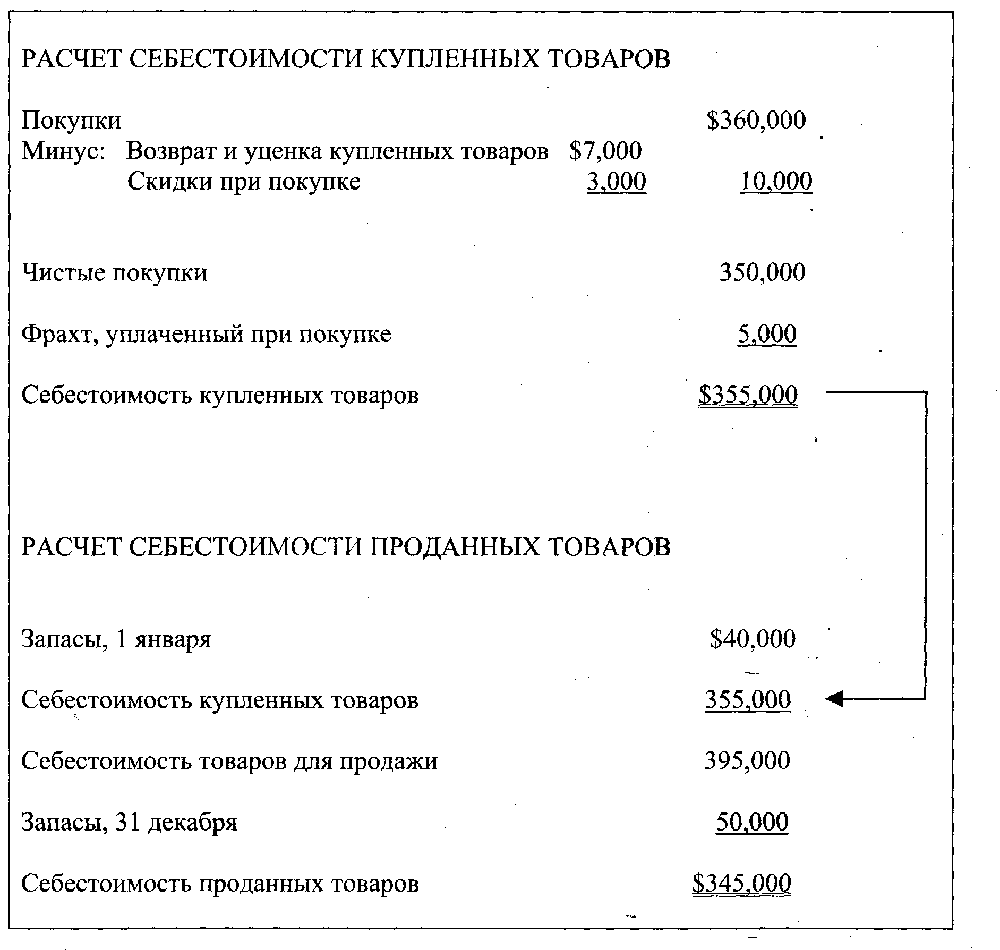 РАСЧЕТ СЕБЕСТОИМОСТИ КУПЛЕННЫХ ТОВАРОВ
Покупки $360,000
Минус: Возврат и уценка купленных товаров $7,000
Скидки при покупке 3,000 10,000
Чистые покупки 350,000
Фрахт, уплаченный при покупке 5,000
Себестоимость купленных товаров $355,000
РАСЧЕТ СЕБЕСТОИМОСТИ ПРОДАННЫХ ТОВАРОВ
Запасы, 1 января $40,000
Себестоимость купленных товаров 355,000
Себестоимость товаров для продажи 395,000
Запасы, 31 декабря 50,000
Себестоимость проданных товаров $345,000